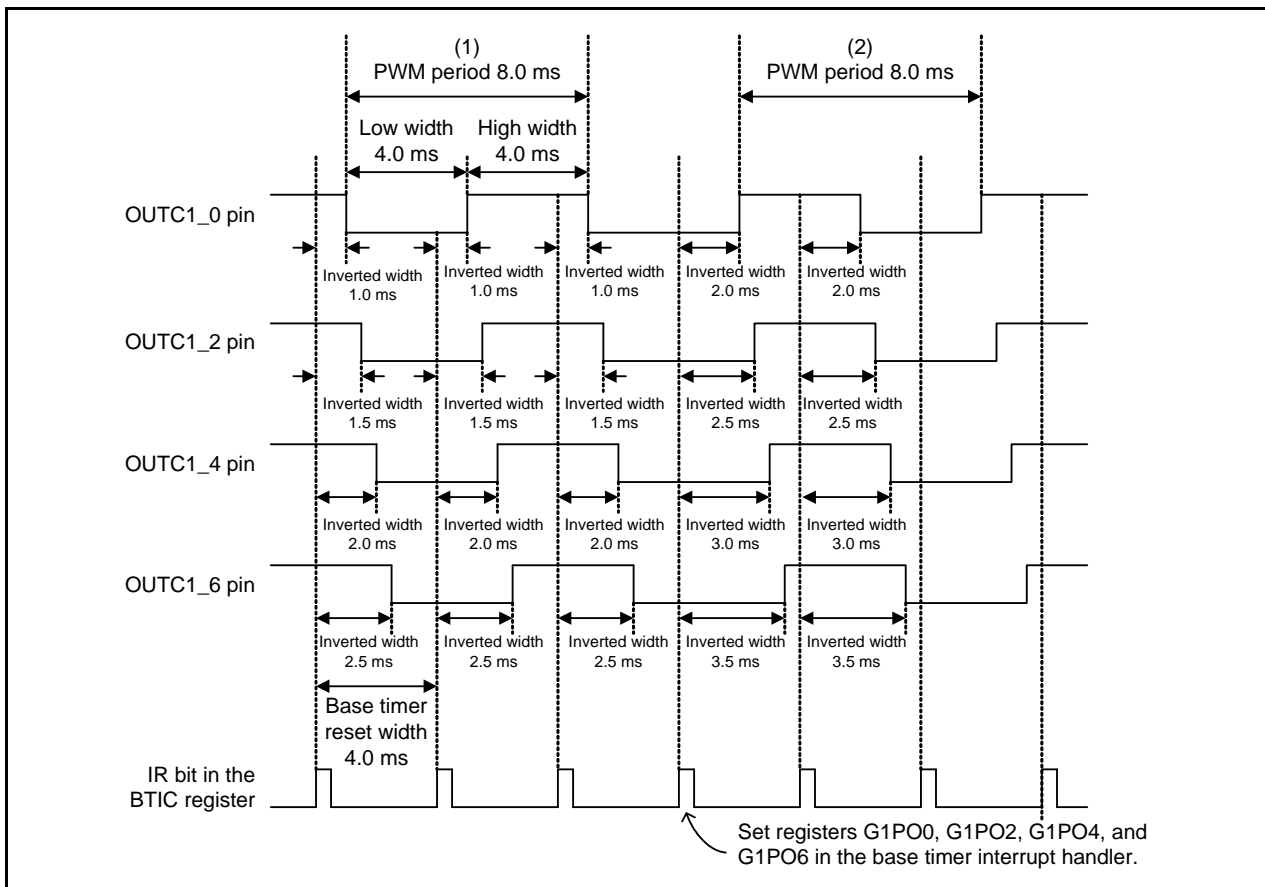 (1)
PWM period 8.0 ms
(2)
PWM period 8.0 ms
Low width
4.0 ms
High width
4.0 ms
OUTC1_0 pin
Inverted width
1.0 ms
Inverted width
1.0 ms
Inverted width
1.0 ms
Inverted width
2.0 ms
Inverted width
2.0 ms
OUTC1_2 pin
Inverted width
1.5 ms
Inverted width
1.5 ms
Inverted width
1.5 ms
Inverted width
2.5 ms
Inverted width
2.5 ms
OUTC1_4 pin
Inverted width
2.0 ms
Inverted width
2.0 ms
Inverted width
2.0 ms
Inverted width
3.0 ms
Inverted width
3.0 ms
OUTC1_6 pin
Inverted width
2.5 ms
Inverted width
2.5 ms
Inverted width
2.5 ms
Inverted width
3.5 ms
Inverted width
3.5 ms
Base timer
reset width
4.0 ms
IR bit in the
BTIC register
Set registers G1PO0, G1PO2, G1PO4, and
G1PO6 in the base timer interrupt handler.